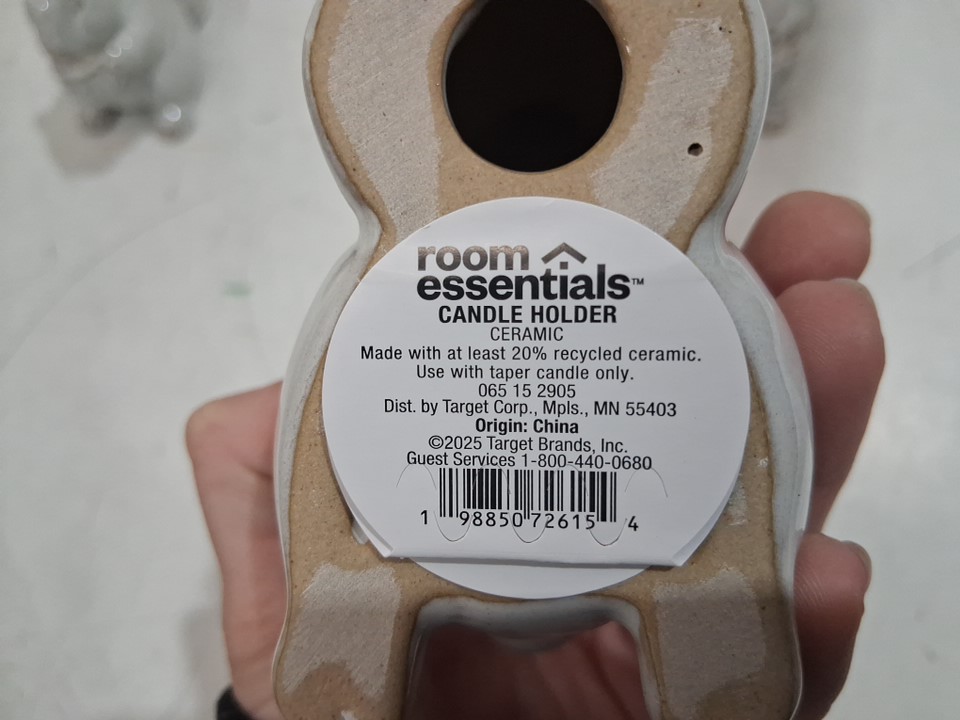 room
essentials™
CANDLE HOLDER
CERAMIC
Made with at least 20% recycled ceramic.
Use with taper candle only.
065 15 2905
Dist. by Target Corp., Mpls., MN 55403
Origin: China
©2025 Target Brands, Inc.
Guest Services 1-800-440-0680
1 98850 72615 4